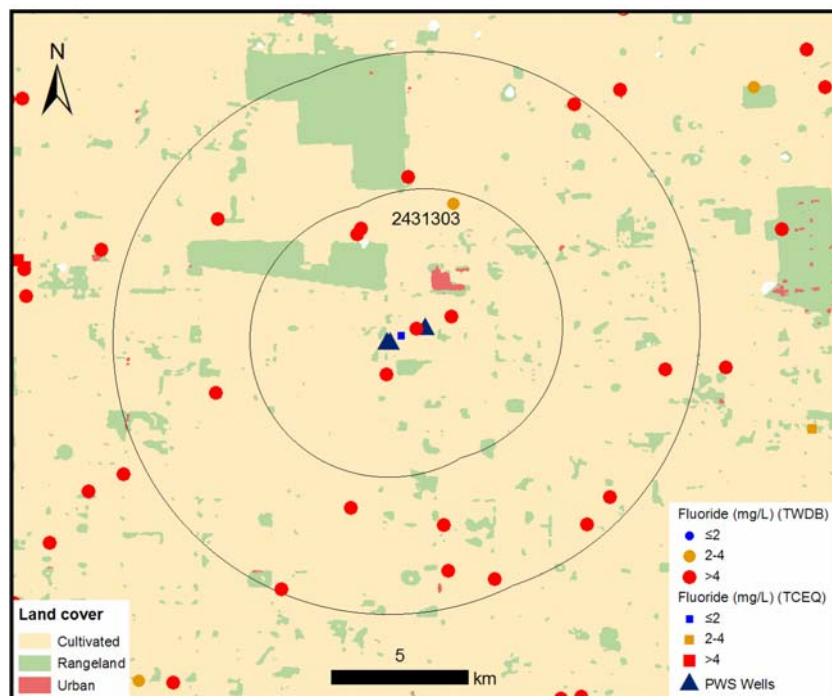 N
2431303
Land cover
Cultivated
Rangeland
Urban
5
km
Fluoride (mg/L) (TWDB)
≤2
2-4
>4
Fluoride (mg/L) (TCEQ)
≤2
2-4
>4
PWS Wells